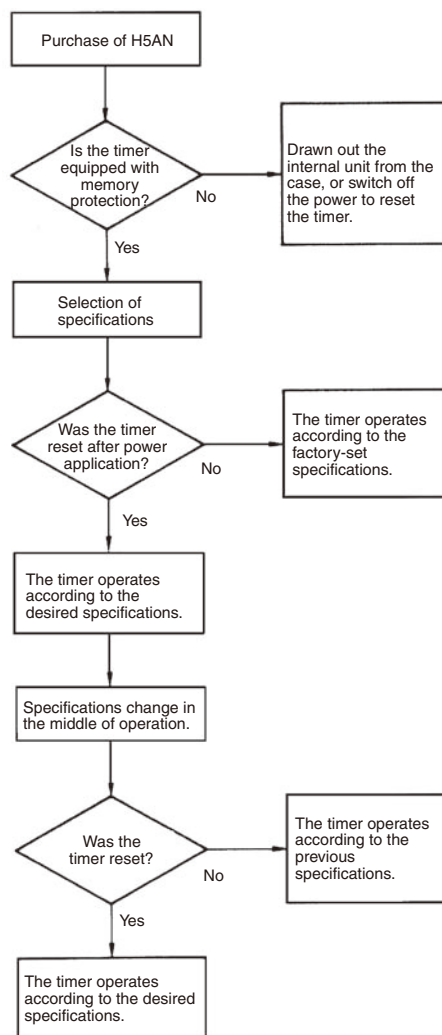 Purchase of H5AN
Is the timer
equipped with
memory
protection?
No
Drawn out the
internal unit from the
case, or switch off
the power to reset
the timer.
Yes
Selection of
specifications
Was the timer
reset after power
application?
No
The timer operates
according to the
factory-set
specifications.
Yes
The timer operates
according to the
desired specifications.
Specifications change in
the middle of operation.
Was the
timer reset?
No
The timer operates
according to the
previous
specifications.
Yes
The timer operates
according to the desired
specifications.